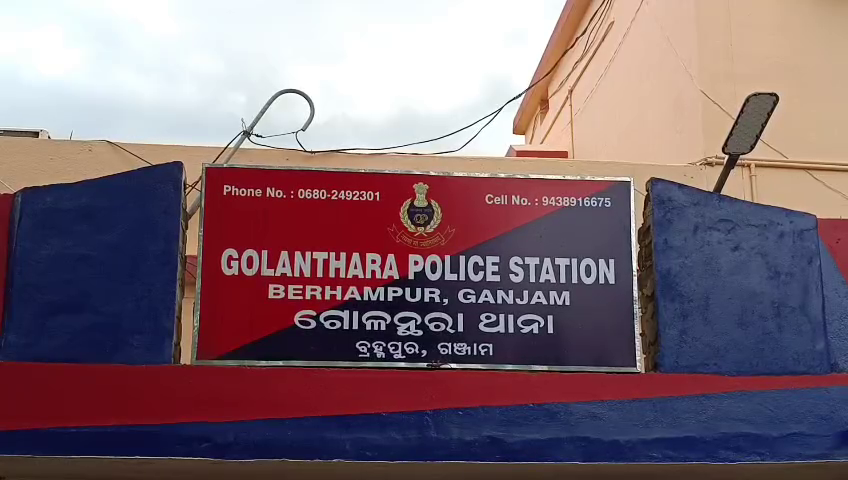 Phone No. : 0680-2492301
Cell No. : 9438916675
GOLANTHARA POLICE STATION
BERHAMPUR, GANJAM
ଗୋଳନ୍ଥରା ଥାନା
ବ୍ରହ୍ମପୁର, ଗଞ୍ଜାମ